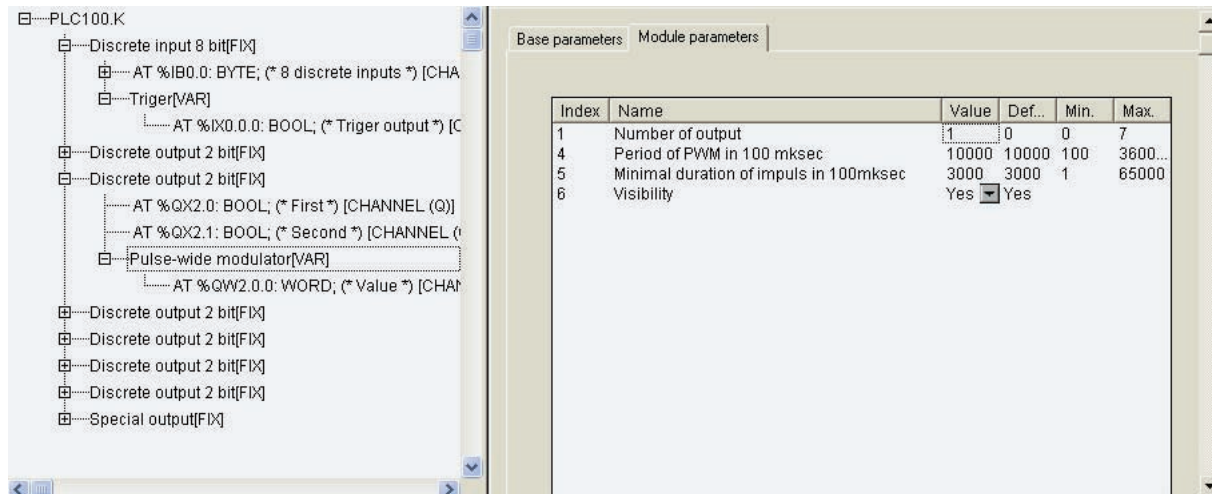 PLC100.K
Discrete input 8 bit[FIX]
AT %IB0.0: BYTE; (* 8 discrete inputs *) [CHA
Triger[VAR]
AT %IX0.0.0: BOOL; (* Triger output *) [C
Discrete output 2 bit[FIX]
Discrete output 2 bit[FIX]
AT %QX2.0: BOOL; (* First *) [CHANNEL (Q)]
AT %QX2.1: BOOL; (* Second *) [CHANNEL (
Pulse-wide modulator[VAR]
AT %QW2.0.0: WORD; (* Value *) [CHAN
Discrete output 2 bit[FIX]
Discrete output 2 bit[FIX]
Discrete output 2 bit[FIX]
Discrete output 2 bit[FIX]
Special output[FIX]
Base parameters Module parameters
Index Name Value Def... Min. Max.
1 Number of output 1 0 0 7
4 Period of PWM in 100 mksec 10000 10000 100 3600...
5 Minimal duration of impuls in 100mksec 3000 3000 1 65000
6 Visibility Yes Yes